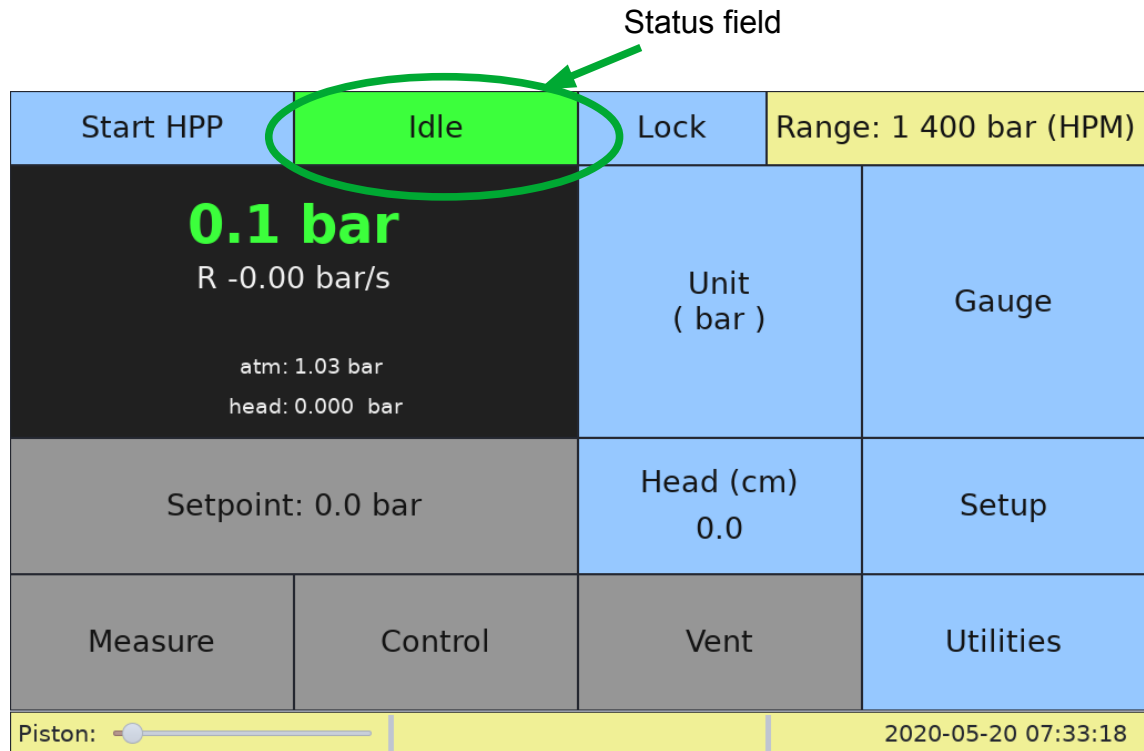 Status field
Start HPP
Idle
Lock
Range: 1 400 bar (HPM)
0.1 bar
R -0.00 bar/s
atm: 1.03 bar
head: 0.000 bar
Unit
( bar )
Gauge
Setpoint: 0.0 bar
Head (cm)
0.0
Setup
Measure
Control
Vent
Utilities
Piston:
2020-05-20 07:33:18